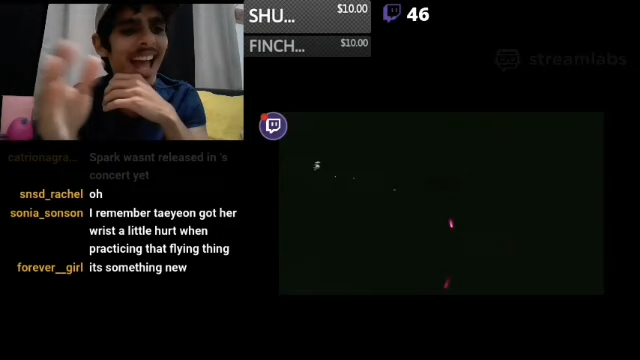 SHU... $10.00
FINCH... $10.00
46
streamlabs
catrionagra... Spark wasnt released in 's
concert yet
snsd_rachel oh
sonia_sonson I remember taeyeon got her
wrist a little hurt when
practicing that flying thing
forever__girl its something new